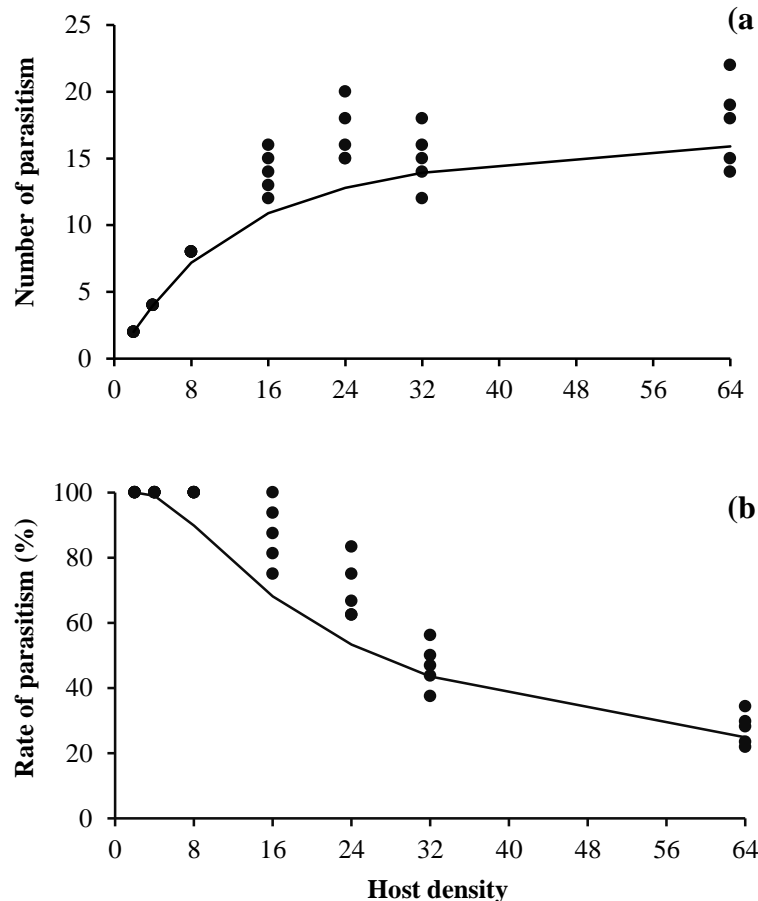 (a
25
20
15
10
5
0
Number of parasitism
0 8 16 24 32 40 48 56 64
(b
100
80
60
40
20
0
Rate of parasitism (%)
0 8 16 24 32 40 48 56 64
Host density